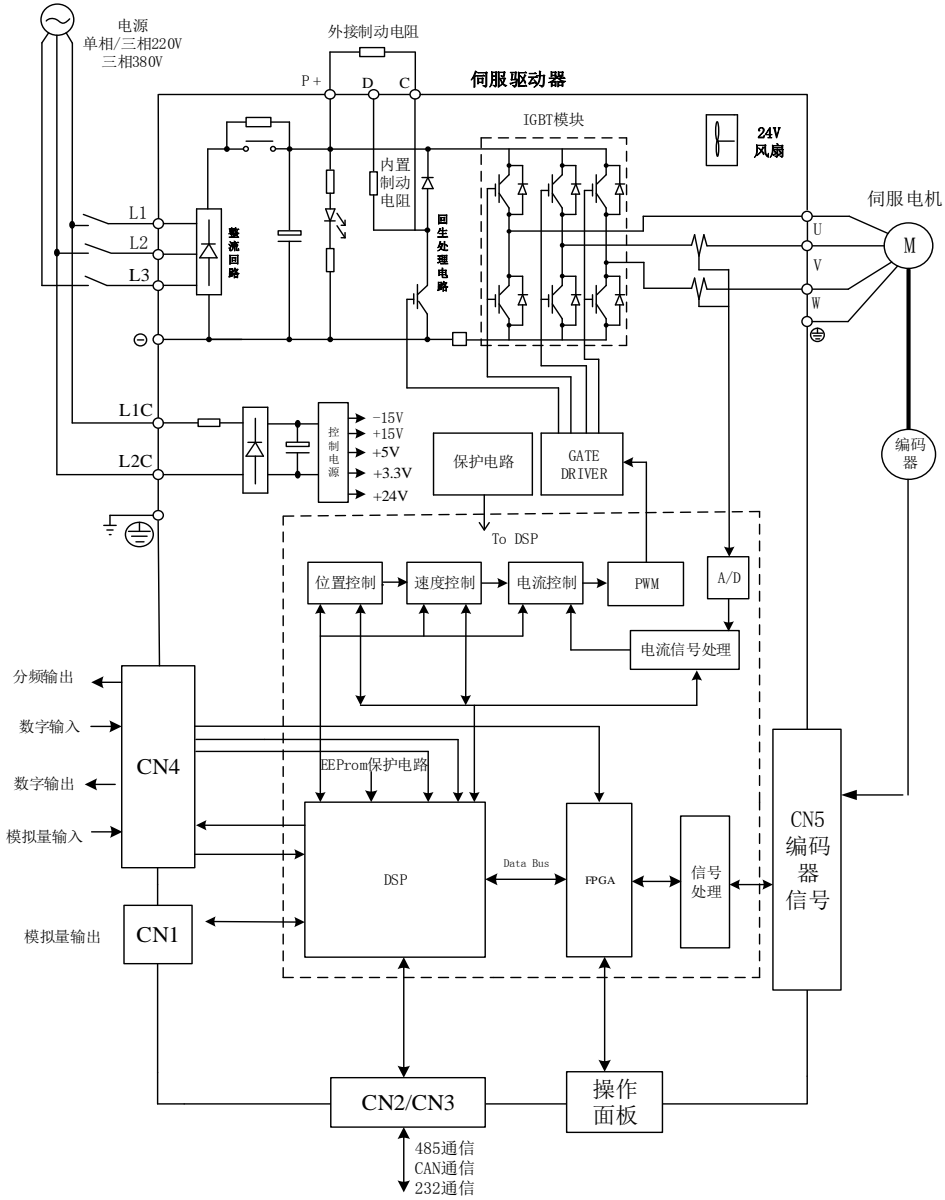 电源
单相/三相220V
三相380V
外接制动电阻
P+
D
C
伺服驱动器
IGBT模块
24V
风扇
内置
制动
电阻
回生处理电路
整流回路
L1
L2
L3
伺服电机
M
U
V
W
L1C
L2C
控制电源
-15V
+15V
+5V
+3.3V
+24V
保护电路
GATE
DRIVER
编码
器
To DSP
位置控制
速度控制
电流控制
PWM
A/D
电流信号处理
分频输出
数字输入
数字输出
模拟量输入
CN4
EEProm保护电路
DSP
Data Bus
FPGA
信号
处理
CN5
编码
器
信号
模拟量输出
CN1
CN2/CN3
操作
面板
485通信
CAN通信
232通信